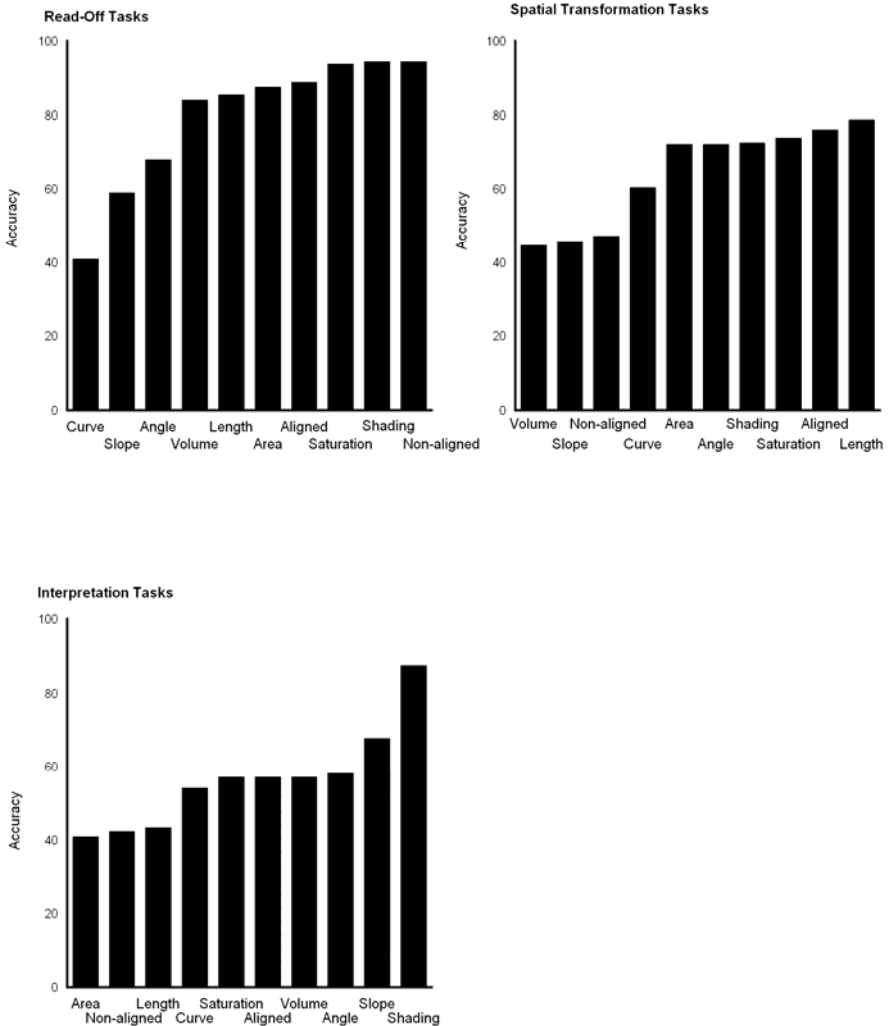 Read-Off Tasks
100
80
60
40
20
0
Accuracy
Curve Angle Length Aligned Shading
Slope Volume Area Saturation Non-aligned
Spatial Transformation Tasks
100
80
60
40
20
0
Accuracy
Volume Non-aligned Area Shading Aligned
Slope Curve Angle Saturation Length
Interpretation Tasks
100
80
60
40
20
0
Accuracy
Area Length Saturation Volume Slope
Non-aligned Curve Aligned Angle Shading